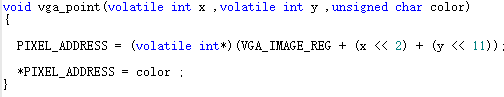 void vga_point(volatile int x ,volatile int y ,unsigned char color)
{
PIXEL_ADDRESS = (volatile int*)(VGA_IMAGE_REG + (x << 2) + (y << 11));
*PIXEL_ADDRESS = color ;
}